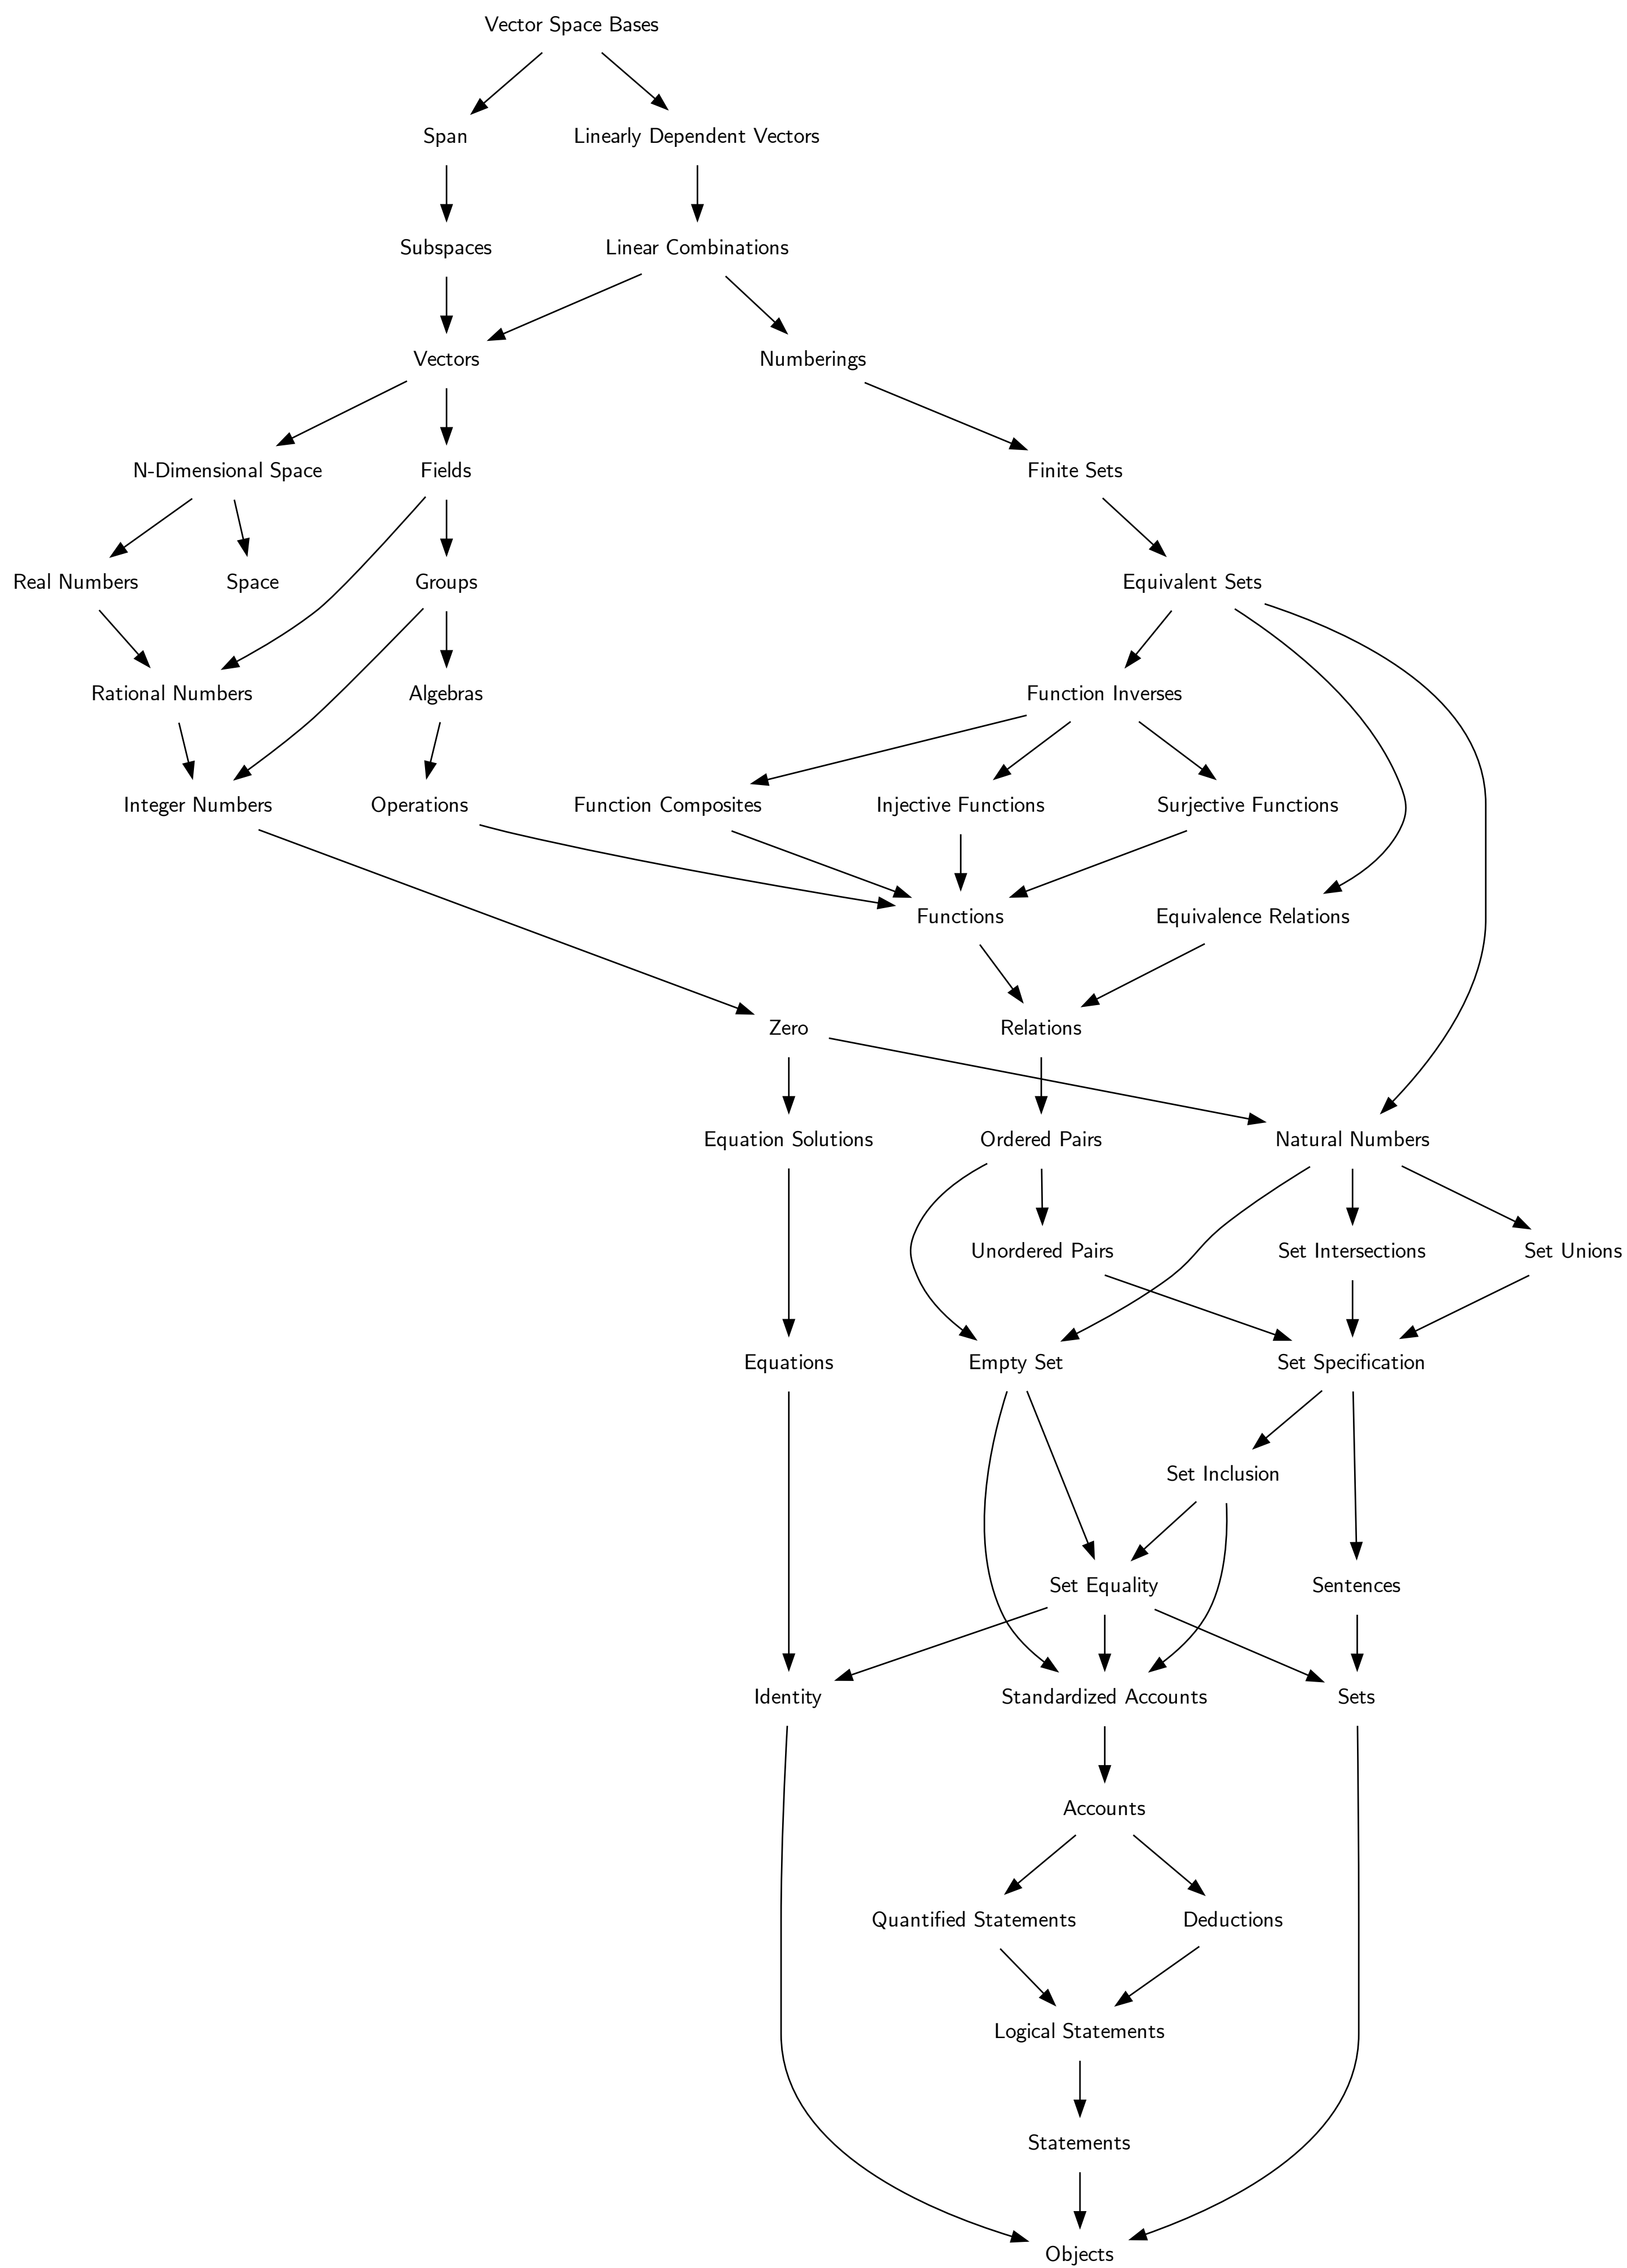 Vector Space Bases
Span
Linearly Dependent Vectors
Subspaces
Linear Combinations
Vectors
Numberings
N-Dimensional Space
Fields
Finite Sets
Real Numbers
Space
Groups
Equivalent Sets
Rational Numbers
Algebras
Function Inverses
Integer Numbers
Operations
Function Composites
Injective Functions
Surjective Functions
Functions
Equivalence Relations
Zero
Relations
Equation Solutions
Ordered Pairs
Natural Numbers
Unordered Pairs
Set Intersections
Set Unions
Equations
Empty Set
Set Specification
Set Inclusion
Set Equality
Sentences
Identity
Standardized Accounts
Sets
Accounts
Quantified Statements
Deductions
Logical Statements
Statements
Objects